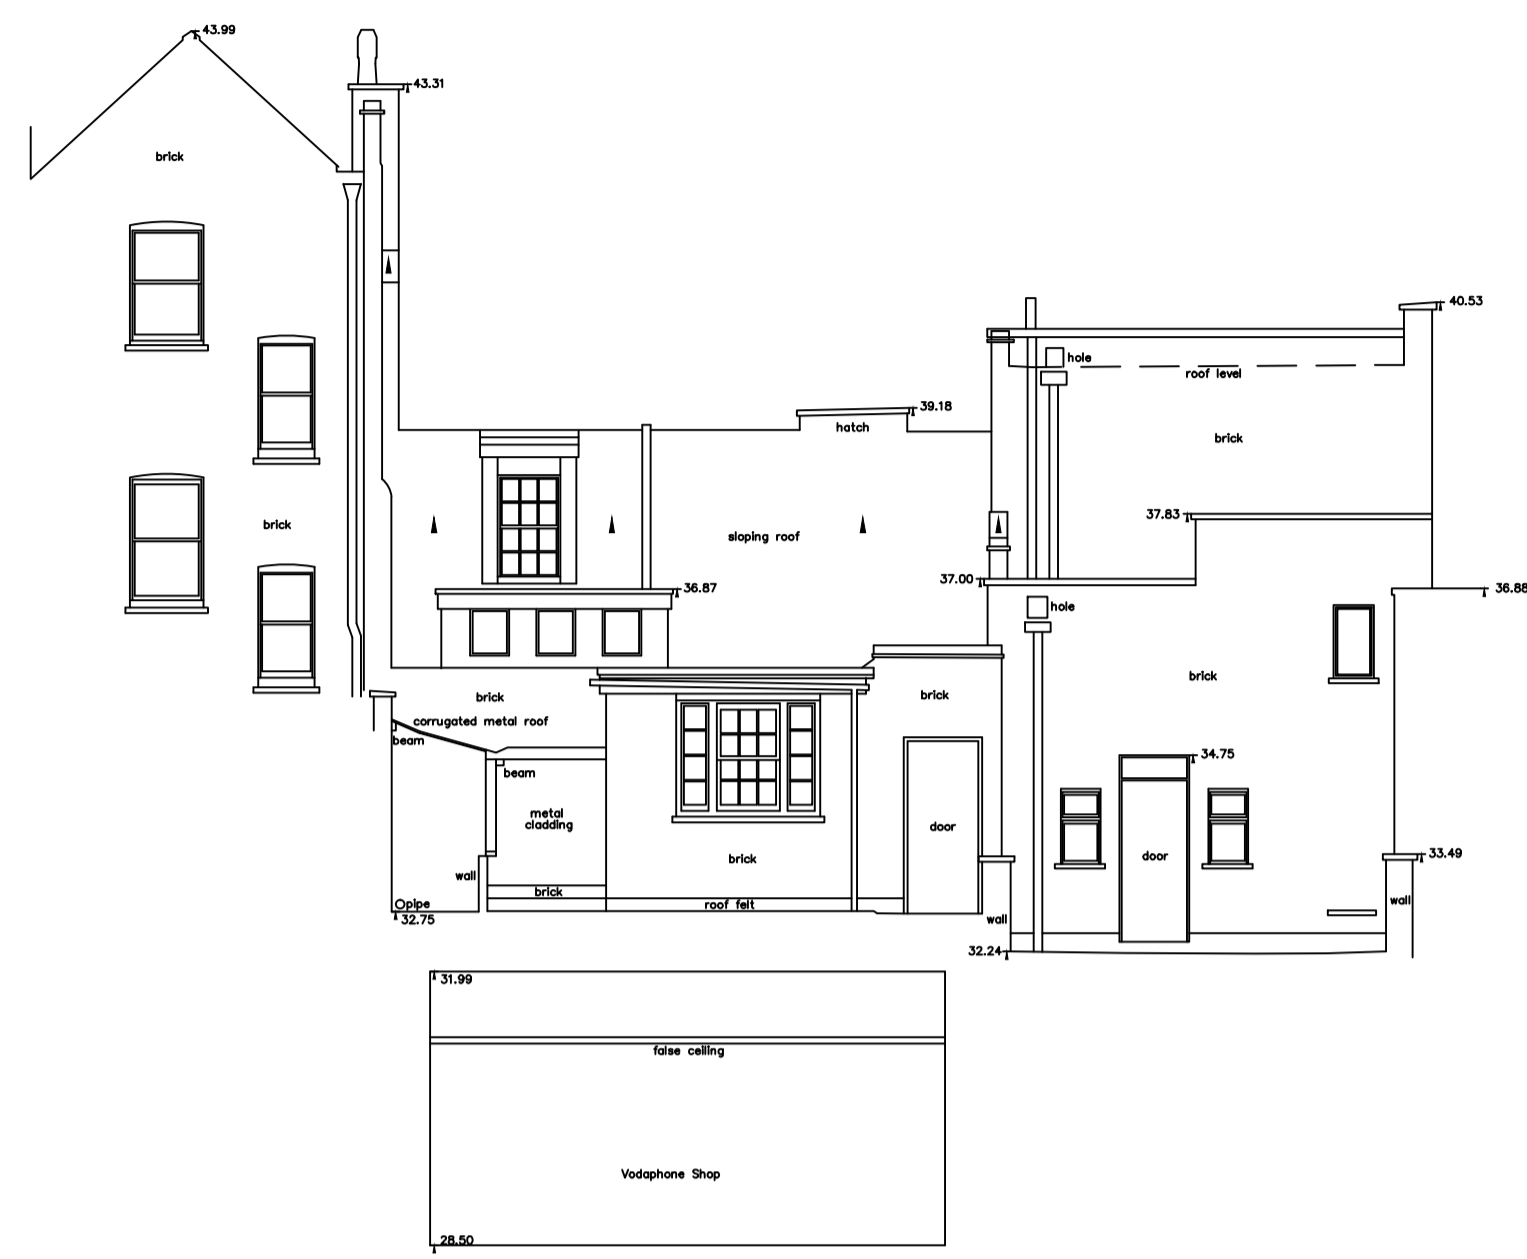 43.99
43.31
brick
40.53
hole
roof level
39.18
hatch
brick
37.83
brick
sloping roof
37.00
36.87
36.88
hole
brick
brick
brick
corrugated metal roof
beam
beam
34.75
metal
cladding
door
door
brick
33.49
wall
brick
pipe
roof felt
wall
32.75
wall
32.24
31.99
false ceiling
Vodaphone Shop
28.50